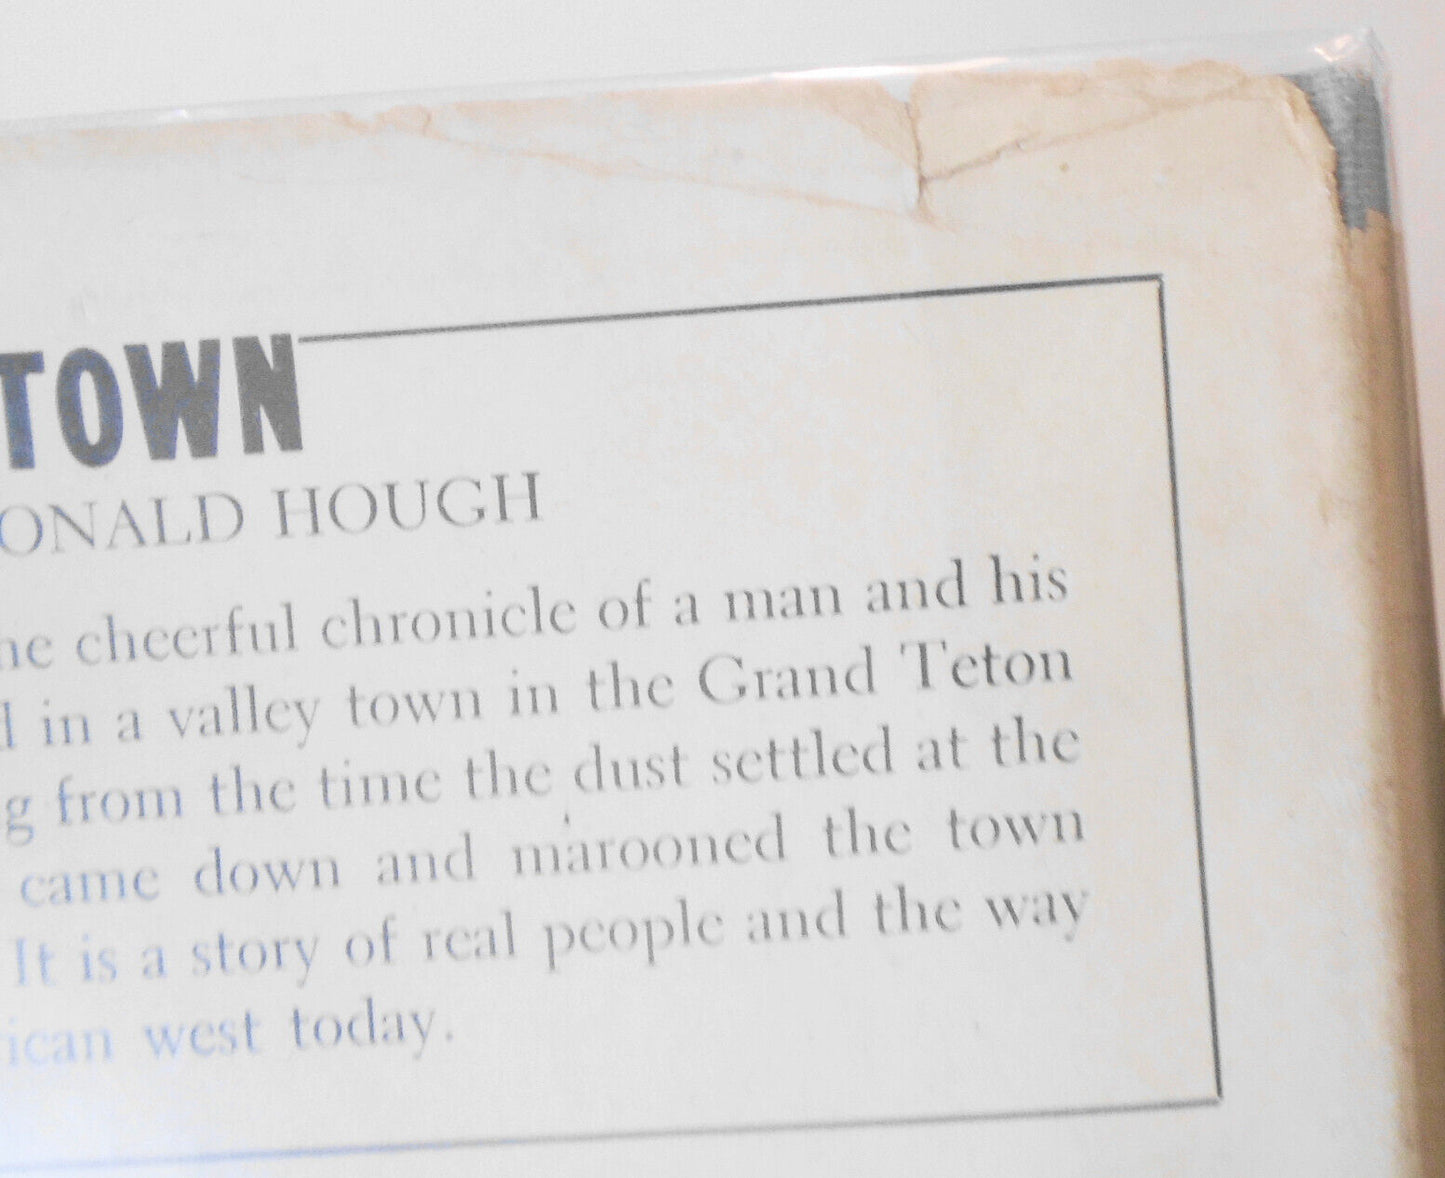 TOWN
ONALD HOUGH
he cheerful chronicle of a man and his
d in a valley town in the Grand Teton
g from the time the dust settled at the
came down and marooned the town
It is a story of real people and the way
ican west today.